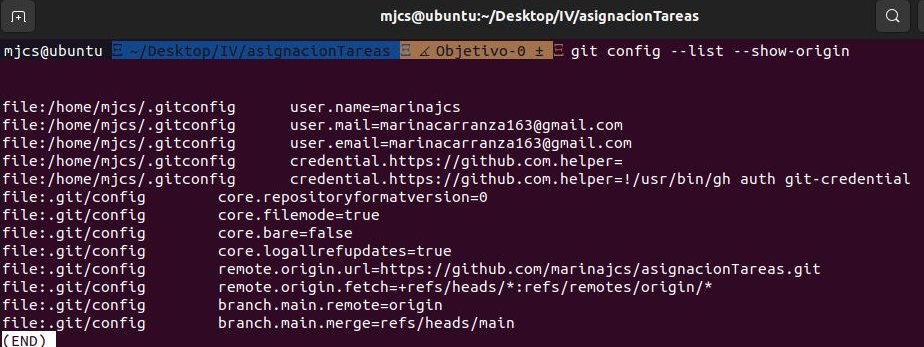 mjcs@ubuntu:~/Desktop/IV/asignacionTareas
mjcs@ubuntu ~/Desktop/IV/asignacionTareas Objetivo-0 ± git config --list --show-origin
file:/home/mjcs/.gitconfig user.name=marinajcs
file:/home/mjcs/.gitconfig user.mail=marinacarranza163@gmail.com
file:/home/mjcs/.gitconfig user.email=marinacarranza163@gmail.com
file:/home/mjcs/.gitconfig credential.https://github.com.helper=
file:/home/mjcs/.gitconfig credential.https://github.com.helper=!/usr/bin/gh auth git-credential
file:.git/config core.repositoryformatversion=0
file:.git/config core.filemode=true
file:.git/config core.bare=false
file:.git/config core.logallrefupdates=true
file:.git/config remote.origin.url=https://github.com/marinajcs/asignacionTareas.git
file:.git/config remote.origin.fetch=+refs/heads/*:refs/remotes/origin/*
file:.git/config branch.main.remote=origin
file:.git/config branch.main.merge=refs/heads/main
(END)